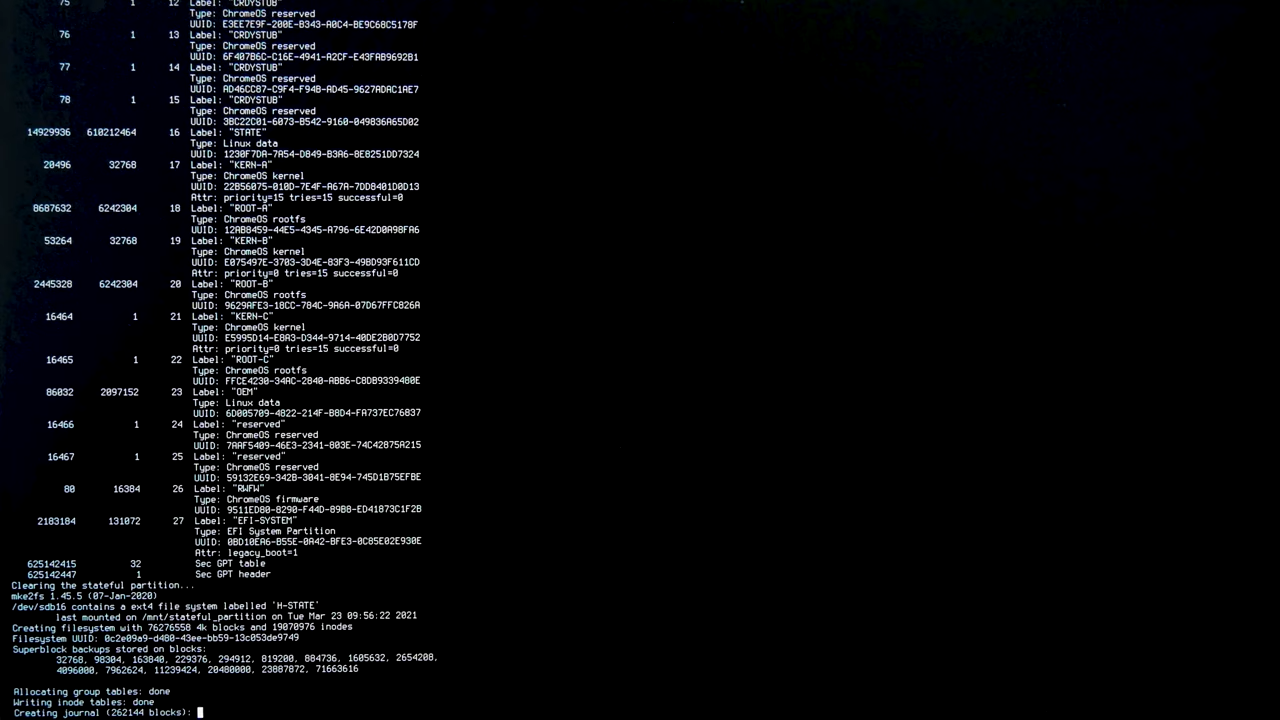 75 1 12 Label: "CRDYSTUB"
Type: ChromeOS reserved
UUID: E3EE7E9F-200E-B343-A0C4-BE9C68C5178F
76 1 13 Label: "CRDYSTUB"
Type: ChromeOS reserved
UUID: 6F407B6C-C16E-4941-A2CF-E43FAB9692B1
77 1 14 Label: "CRDYSTUB"
Type: ChromeOS reserved
UUID: AD46CC87-C9F4-F94B-AD45-9627ADAC1AE7
78 1 15 Label: "CRDYSTUB"
Type: ChromeOS reserved
UUID: 3BC22C01-6073-B542-9160-049836A65D02
14929936 610212464 16 Label: "STATE"
Type: Linux data
UUID: 1230F7DA-7A54-D849-B3A6-8E8251DD7324
20496 32768 17 Label: "KERN-A"
Type: ChromeOS kernel
UUID: 22B56075-010D-7E4F-A67A-7DD8401D0D13
Attr: priority=15 tries=15 successful=0
8687632 6242304 18 Label: "ROOT-A"
Type: ChromeOS rootfs
UUID: 12AB8459-44E5-4345-A796-6E42D0A98FA6
53264 32768 19 Label: "KERN-B"
Type: ChromeOS kernel
UUID: E075497E-3703-3D4E-83F3-49BD93F611CD
Attr: priority=0 tries=15 successful=0
2445328 6242304 20 Label: "ROOT-B"
Type: ChromeOS rootfs
UUID: 9629AFE3-18CC-784C-9A6A-07D67FFC826A
16464 1 21 Label: "KERN-C"
Type: ChromeOS kernel
UUID: E5995D14-E8A3-D344-9714-40DE2B0D7752
Attr: priority=0 tries=15 successful=0
16465 1 22 Label: "ROOT-C"
Type: ChromeOS rootfs
UUID: FFCE4230-34AC-2840-ABB6-C8DB9339480E
86032 2097152 23 Label: "OEM"
Type: Linux data
UUID: 6D005709-4822-214F-B8D4-FA737EC76837
16466 1 24 Label: "reserved"
Type: ChromeOS reserved
UUID: 7AAF5409-46E3-2341-803E-74C42875A215
16467 1 25 Label: "reserved"
Type: ChromeOS reserved
UUID: 59132E69-342B-3041-8E94-745D1B75EFBE
80 16384 26 Label: "RWFW"
Type: ChromeOS firmware
UUID: 9511ED80-8290-F44D-89B8-ED41873C1F2B
2183184 131072 27 Label: "EFI-SYSTEM"
Type: EFI System Partition
UUID: 0BD10EA6-B55E-0A42-BFE3-0C85E02E930E
Attr: legacy_boot=1
625142415 32 Sec GPT table
625142447 1 Sec GPT header
Clearing the stateful partition...
mke2fs 1.45.5 (07-Jan-2020)
/dev/sdb16 contains a ext4 file system labelled 'H-STATE'
last mounted on /mnt/stateful_partition on Tue Mar 23 09:56:22 2021
Creating filesystem with 76276558 4k blocks and 19070976 inodes
Filesystem UUID: 0c2e09a9-d480-43ee-bb59-13c053de9749
Superblock backups stored on blocks:
32768, 98304, 163840, 229376, 294912, 819200, 884736, 1605632, 2654208,
4096000, 7962624, 11239424, 20480000, 23887872, 71663616
Allocating group tables: done
Writing inode tables: done
Creating journal (262144 blocks):